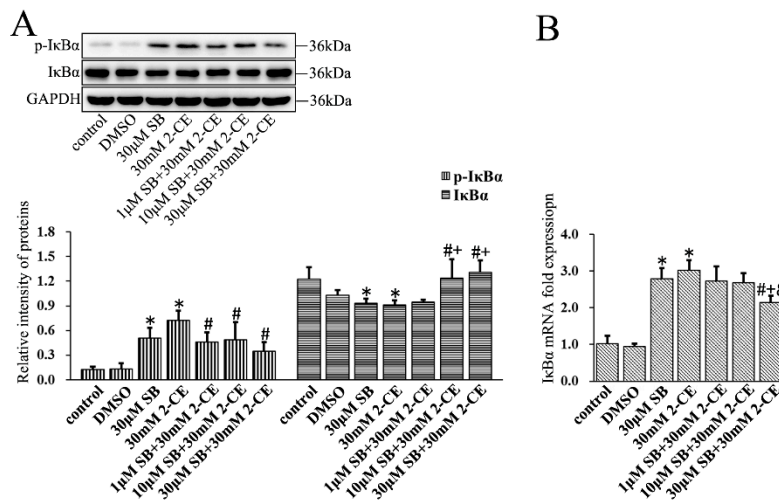 A
B
p-IκBα
36kDa
IκBα
36kDa
GAPDH
36kDa
control
DMSO
30μM SB
30mM 2-CE
1μM SB+30mM 2-CE
10μM SB+30mM 2-CE
30μM SB+30mM 2-CE
p-IκBα
IκBα
Relative intensity of proteins
1.8
1.5
1.2
0.9
0.6
0.3
0.0
*
*
#
#
#
*
*
#+
#+
control
DMSO
30μM SB
30mM 2-CE
1μM SB+30mM 2-CE
10μM SB+30mM 2-CE
30μM SB+30mM 2-CE
control
DMSO
30μM SB
30mM 2-CE
1μM SB+30mM 2-CE
10μM SB+30mM 2-CE
30μM SB+30mM 2-CE
IκBα mRNA fold expressiopn
4.0
3.0
2.0
1.0
0.0
*
*
#+&
control
DMSO
30μM SB
30mM 2-CE
1μM SB+30mM 2-CE
10μM SB+30mM 2-CE
30μM SB+30mM 2-CE